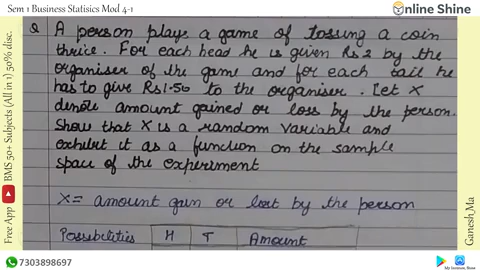 Sem 1 Business Statisics Mod 4-1
Online Shine
Q A person plays a game of tossing a coin
thrice. For each head he is given Rs 2 by the
organiser of the game and for each tail he
has to give Rs 1.50 to the organiser. Let X
denote amount gained or loss by the person.
Show that X is a random variable and
exhibit it as a function on the sample
space of the experiment
X= amount gain or lost by the person
Possibilities H T Amount
Free App BMS 50+ Subjects (All in 1) 50% disc.
Ganesh_Ma
7303898697